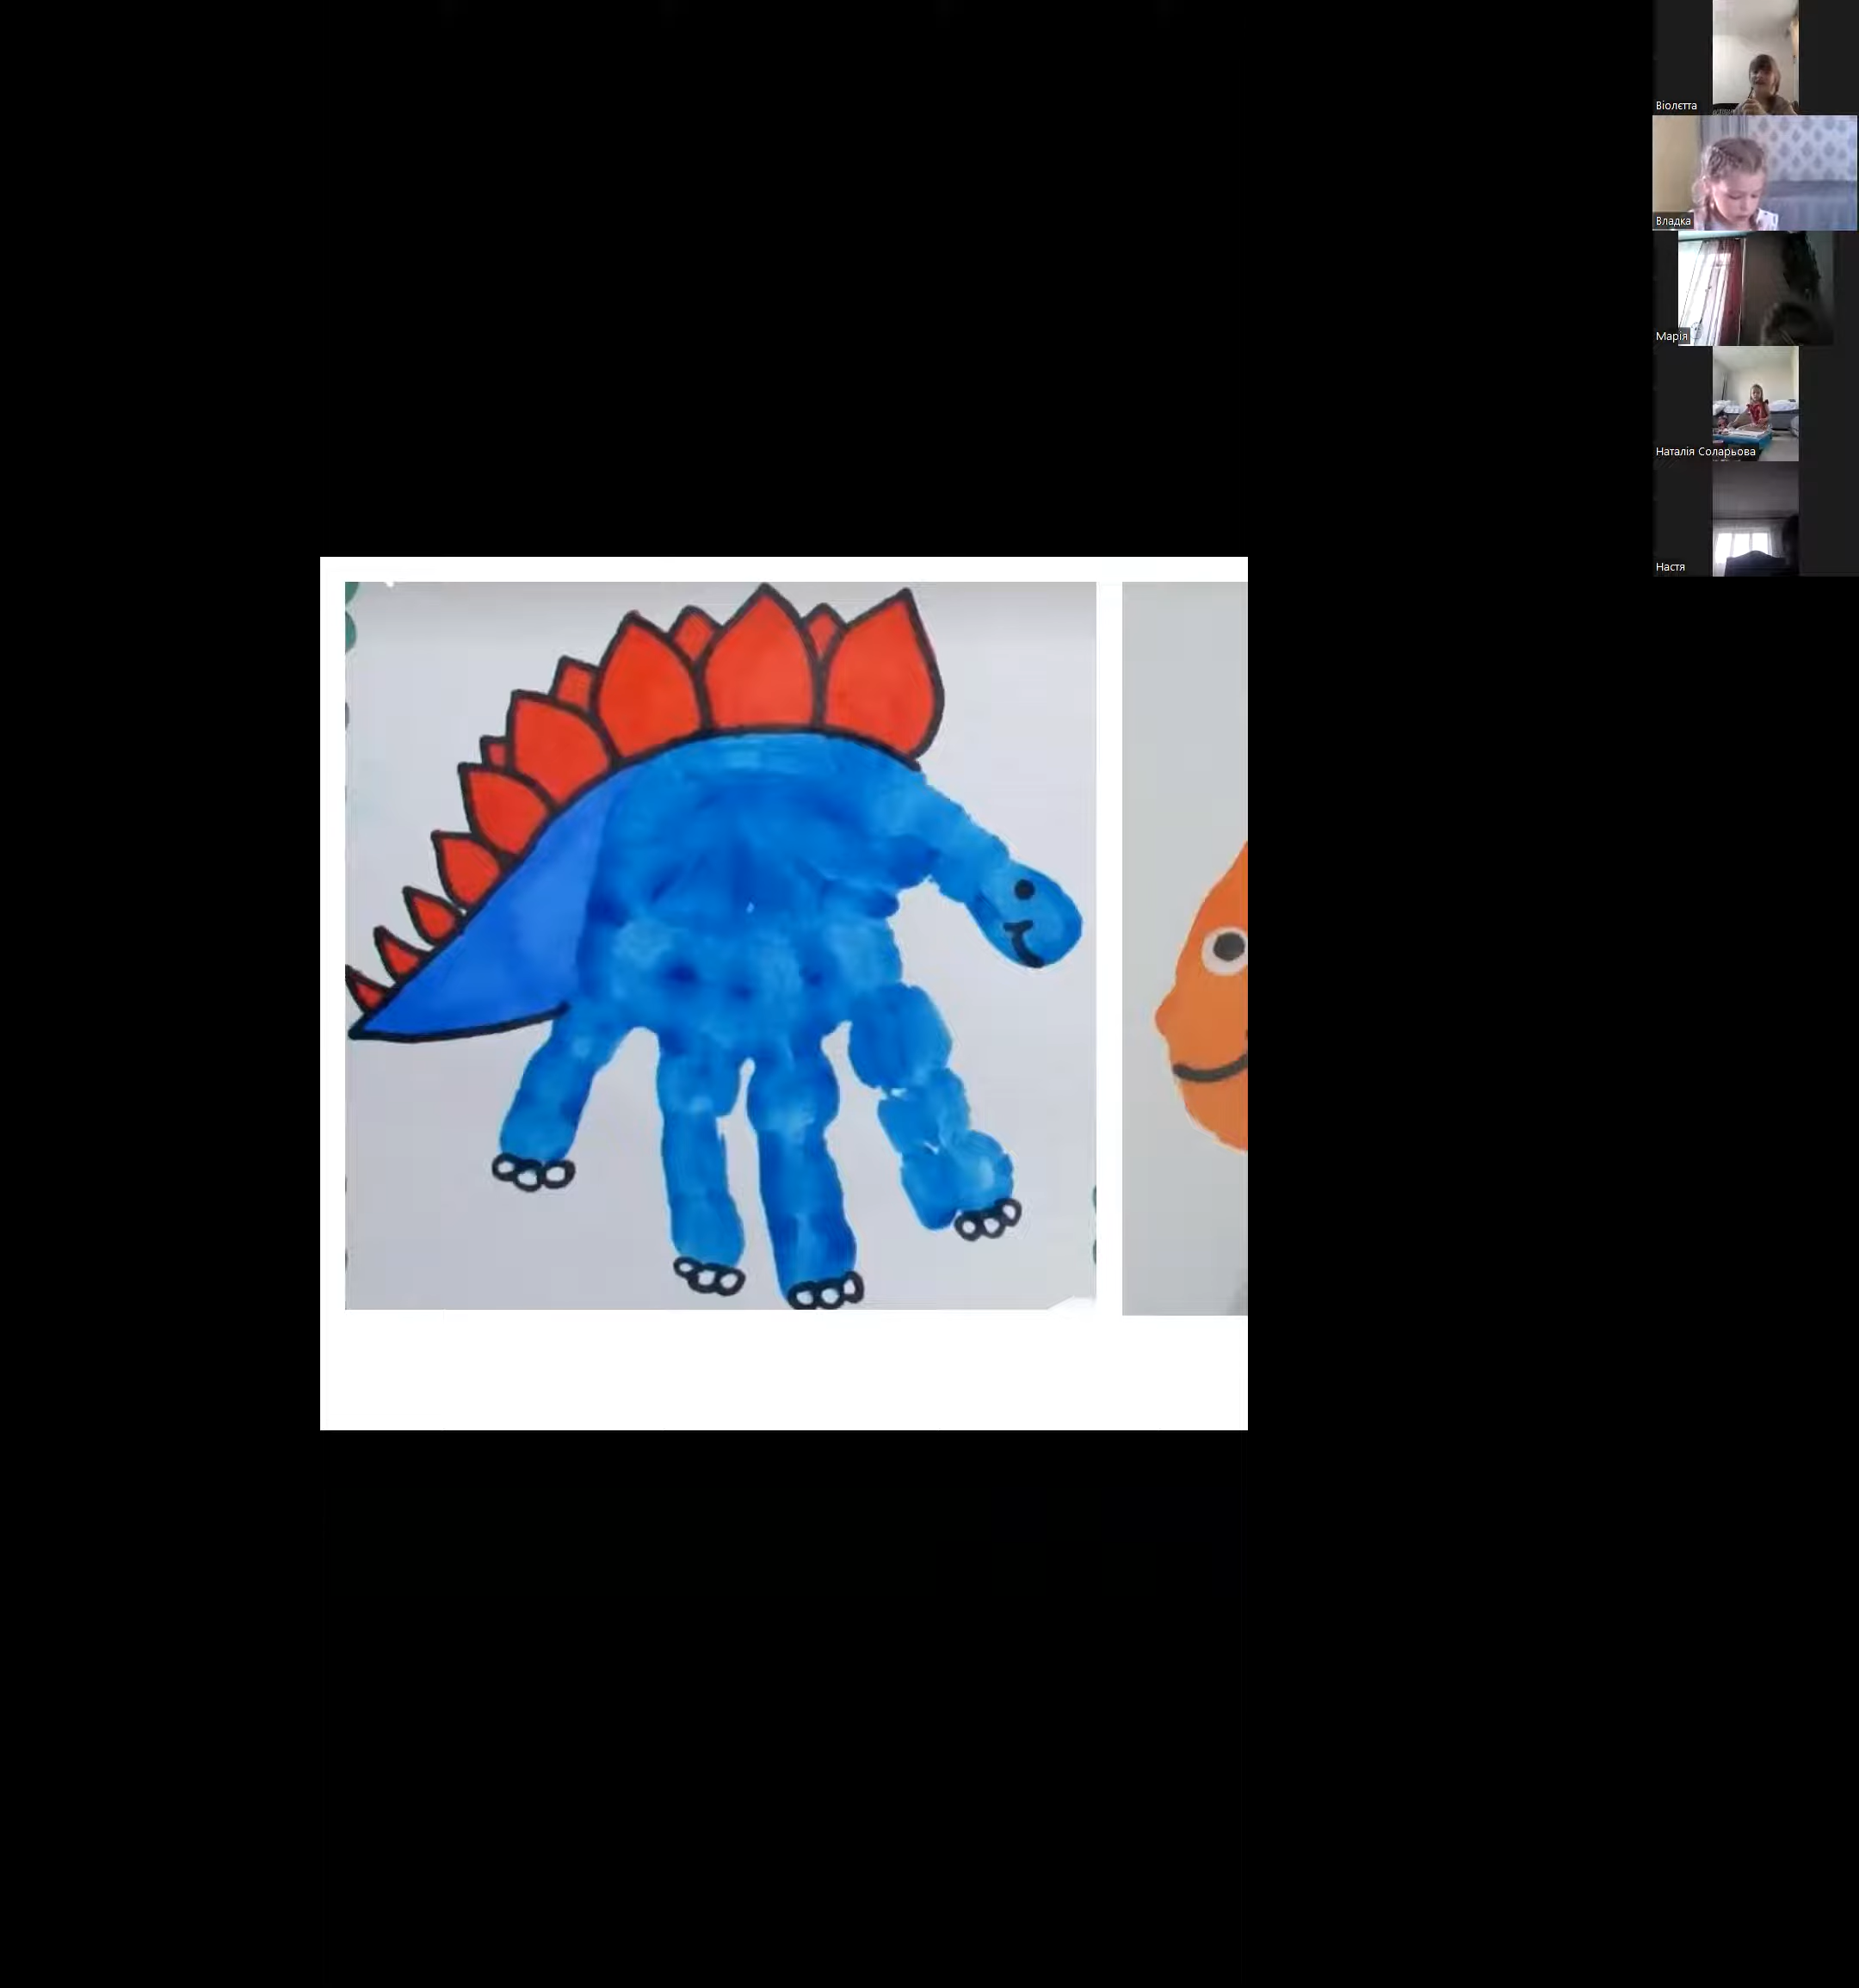 Віолєтта
Владка
Марія
Наталія Соларьова
Настя